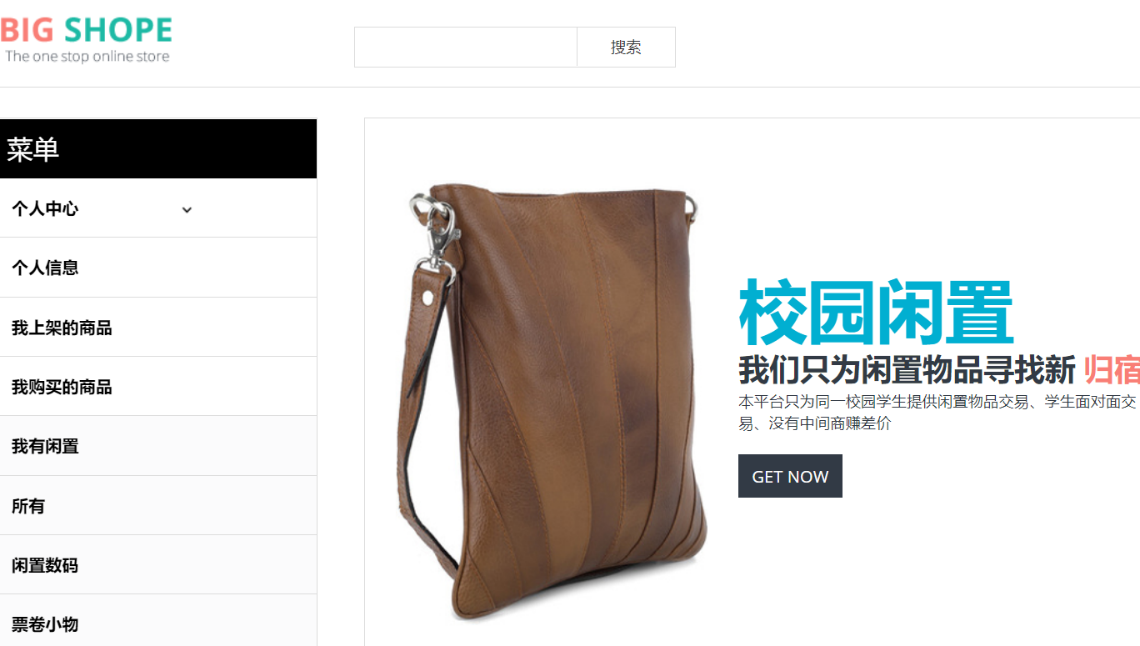 BIG SHOPE
The one stop online store
搜索
菜单
个人中心
个人信息
我上架的商品
我购买的商品
我有闲置
所有
闲置数码
票卷小物
校园闲置
我们只为闲置物品寻找新 归宿
本平台只为同一校园学生提供闲置物品交易、学生面对面交
易、没有中间商赚差价
GET NOW